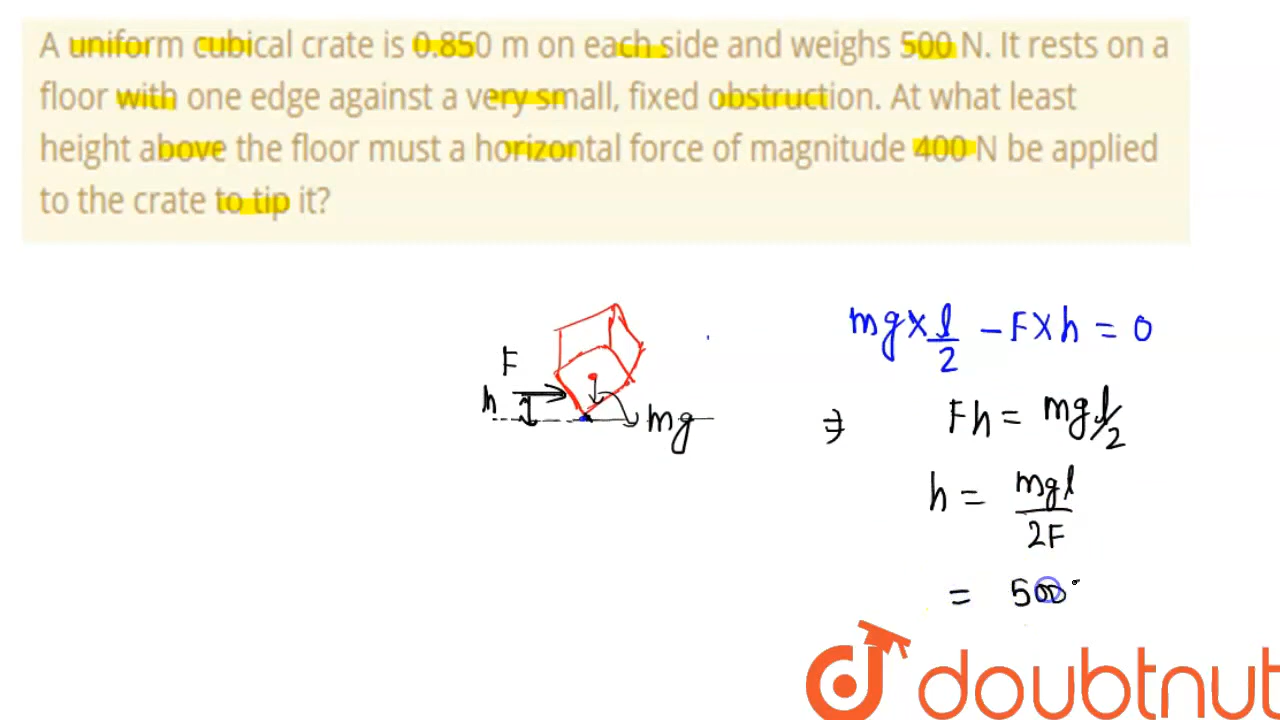 A uniform cubical crate is 0.850 m on each side and weighs 500 N. It rests on a
floor with one edge against a very small, fixed obstruction. At what least
height above the floor must a horizontal force of magnitude 400 N be applied
to the crate to tip it?
F
h
mg
mg × l/2 − F × h = 0
⇒ Fh = mg l/2
h = mgl/2F
= 500
doubtnut